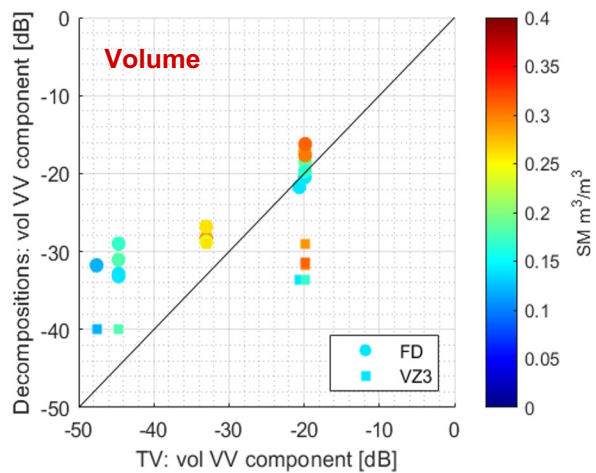 Volume
Decompositions: vol VV component [dB]
0
-10
-20
-30
-40
-50
-50 -40 -30 -20 -10 0
TV: vol VV component [dB]
FD
VZ3
0.4
0.35
0.3
0.25
0.2
0.15
0.1
0.05
0
SM m³/m³